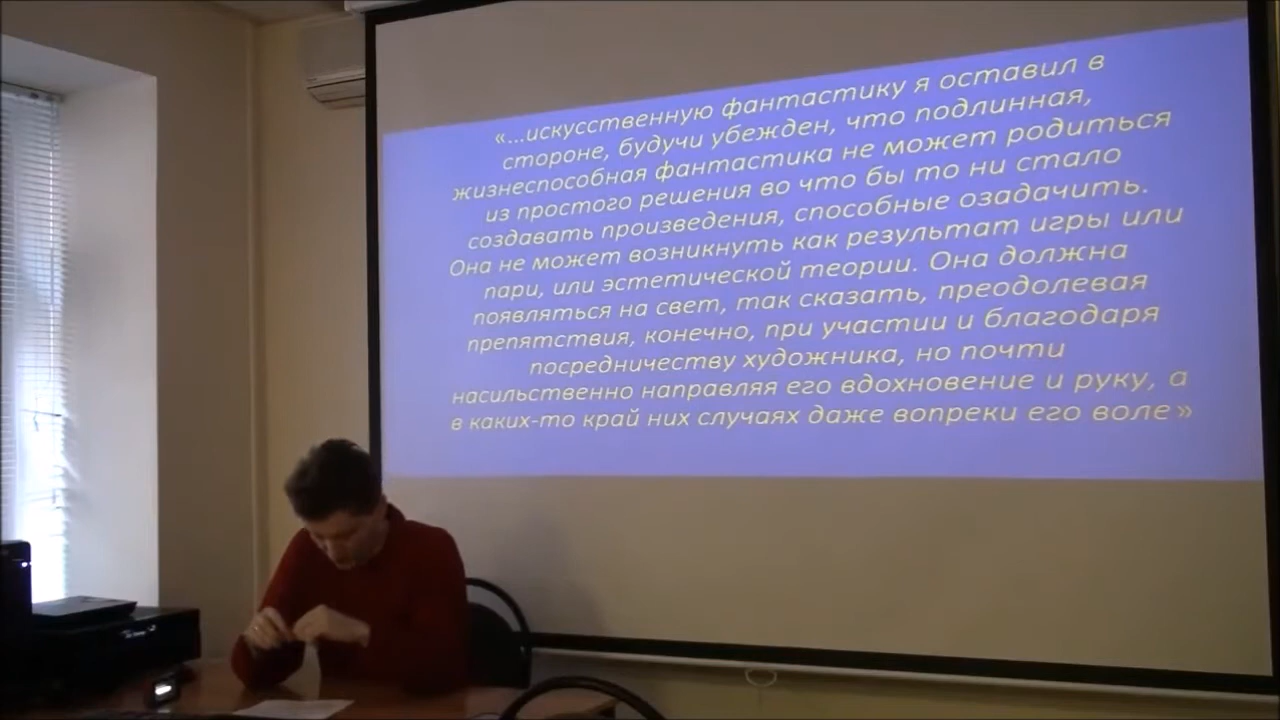 «...искусственную фантастику я оставил в
стороне, будучи убежден, что подлинная,
жизнеспособная фантастика не может родиться
из простого решения во что бы то ни стало
создавать произведения, способные озадачить.
Она не может возникнуть как результат игры или
пари, или эстетической теории. Она должна
появляться на свет, так сказать, преодолевая
препятствия, конечно, при участии и благодаря
посредничеству художника, но почти
насильственно направляя его вдохновение и руку, а
в каких-то край них случаях даже вопреки его воле»